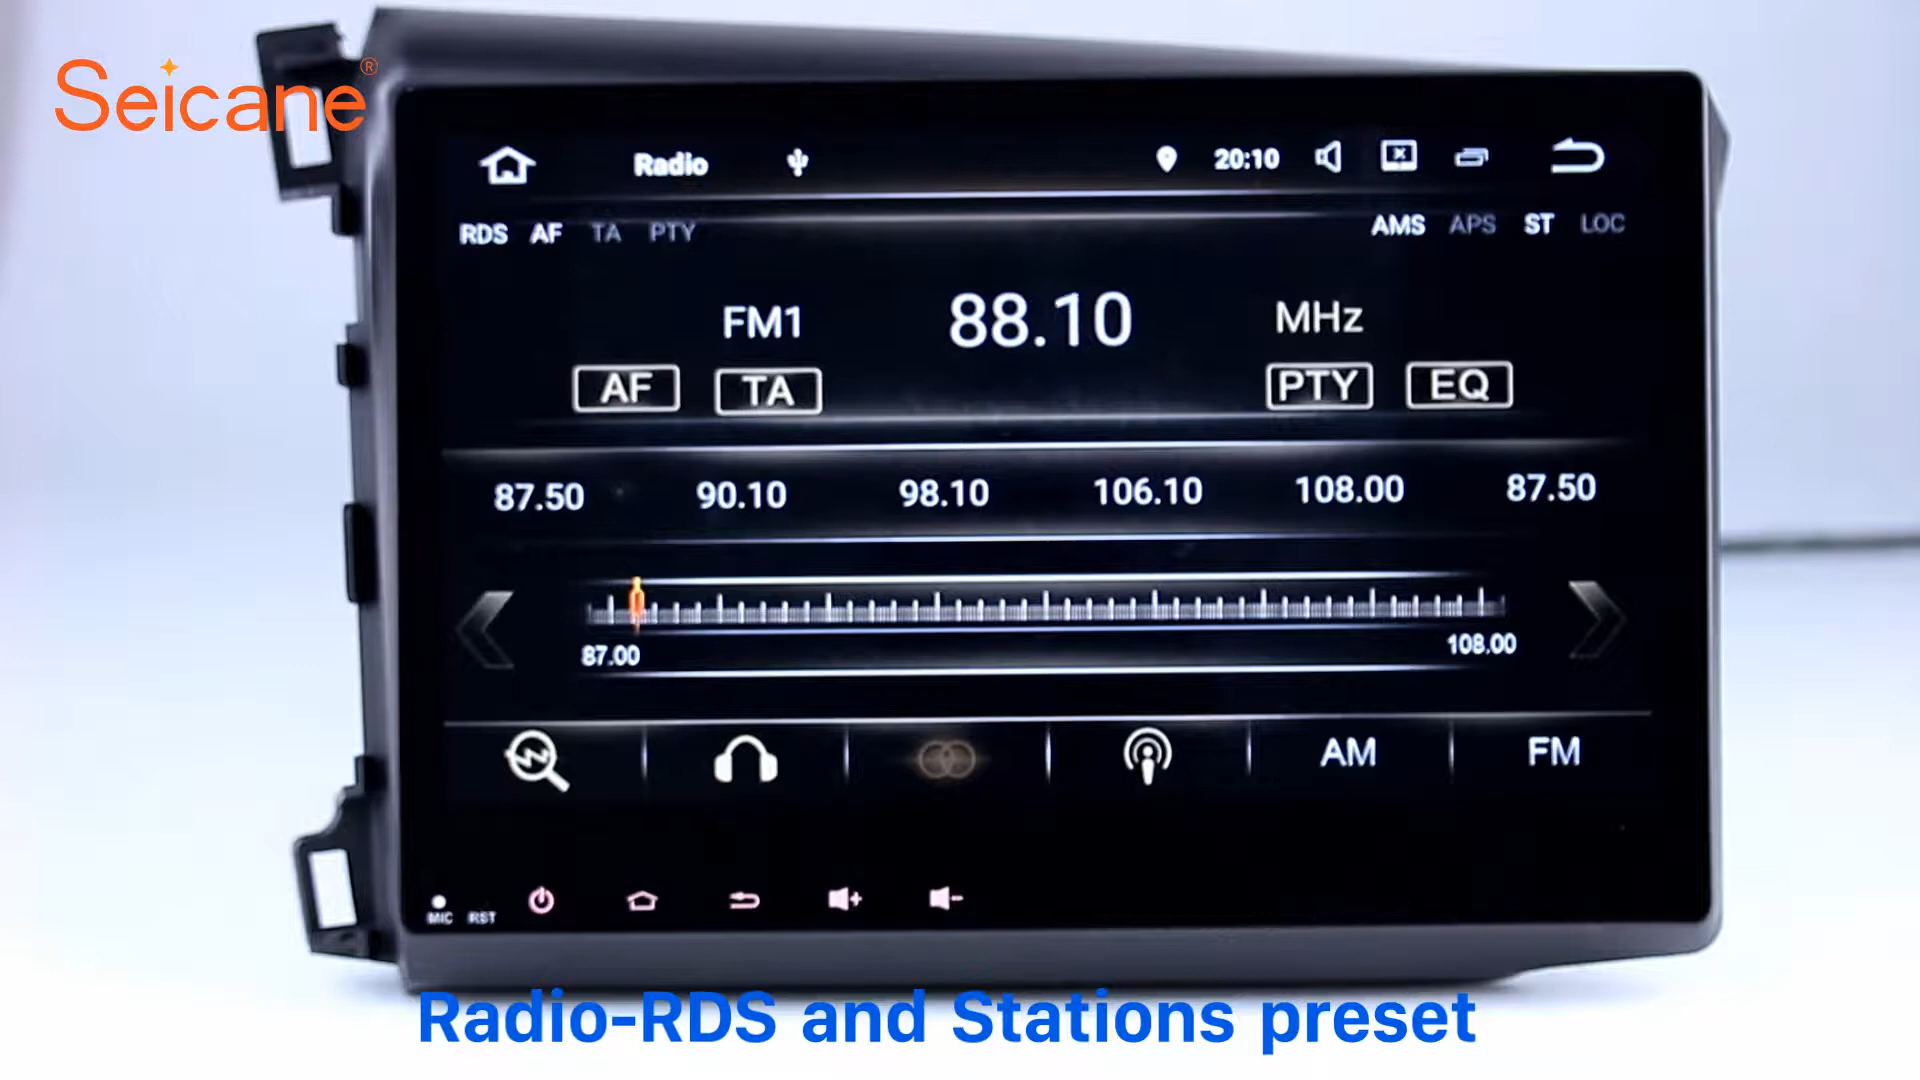 Seicane®
Radio 20:10
RDS AF TA PTY AMS APS ST LOC
FM1 88.10 MHz
AF TA PTY EQ
87.50 90.10 98.10 106.10 108.00 87.50
87.00 108.00
AM FM
MIC RST
Radio-RDS and Stations preset